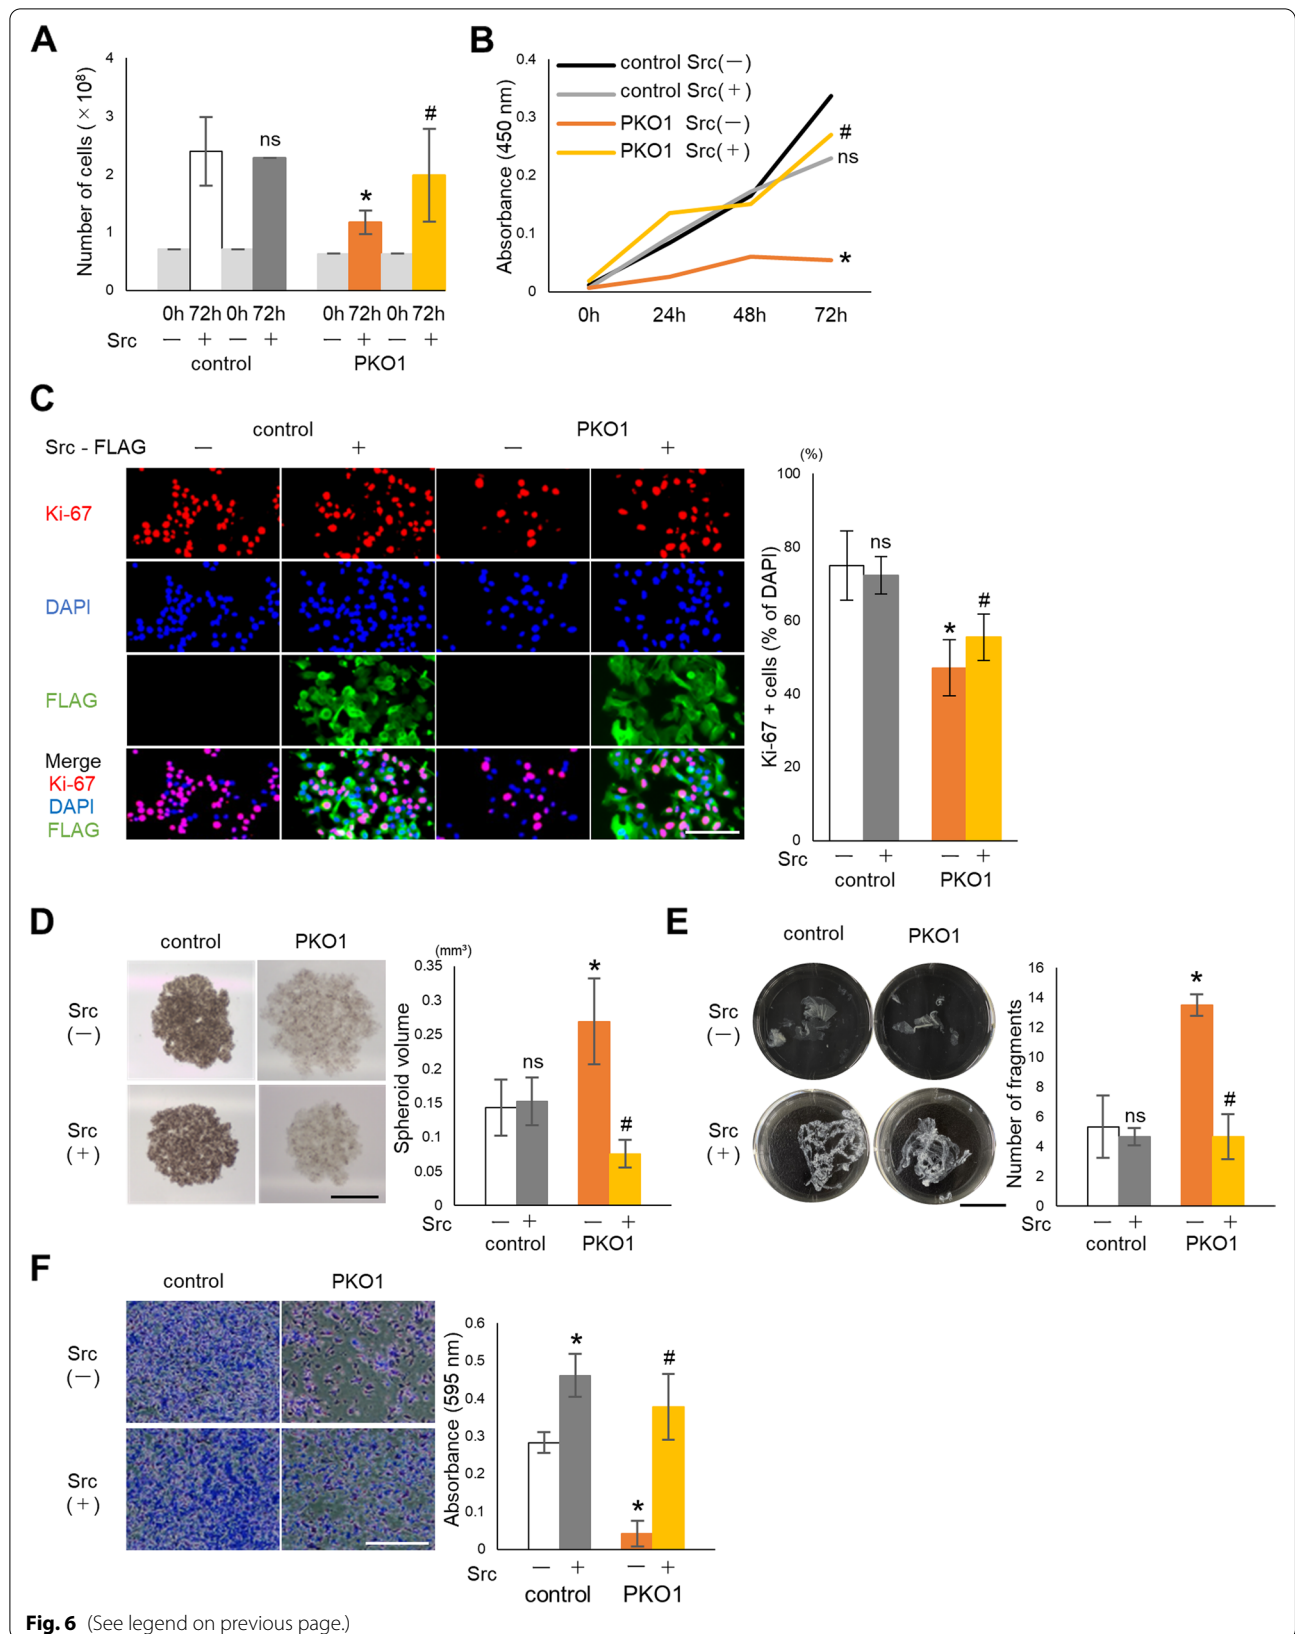 A
Number of cells (×10⁸)
4
3
2
1
0
ns
*
#
0h 72h 0h 72h 0h 72h 0h 72h
Src — + — + — + — +
control PKO1
B
Absorbance (450 nm)
0.4
0.3
0.2
0.1
0
control Src(—)
control Src(+)
PKO1 Src(—)
PKO1 Src(+)
#
ns
*
0h 24h 48h 72h
C
control PKO1
Src - FLAG — + — +
Ki-67
DAPI
FLAG
Merge
Ki-67
DAPI
FLAG
(%)
Ki-67 + cells (% of DAPI)
100
80
60
40
20
0
ns
*
#
Src — + — +
control PKO1
D
control PKO1
Src
(—)
Src
(+)
(mm³)
Spheroid volume
0.35
0.3
0.25
0.2
0.15
0.1
0.05
0
ns
*
#
Src — + — +
control PKO1
E
control PKO1
Src
(—)
Src
(+)
Number of fragments
16
14
12
10
8
6
4
2
0
ns
*
#
Src — + — +
control PKO1
F
control PKO1
Src
(—)
Src
(+)
Absorbance (595 nm)
0.6
0.5
0.4
0.3
0.2
0.1
0
*
*
#
Src — + — +
control PKO1
Fig. 6 (See legend on previous page.)